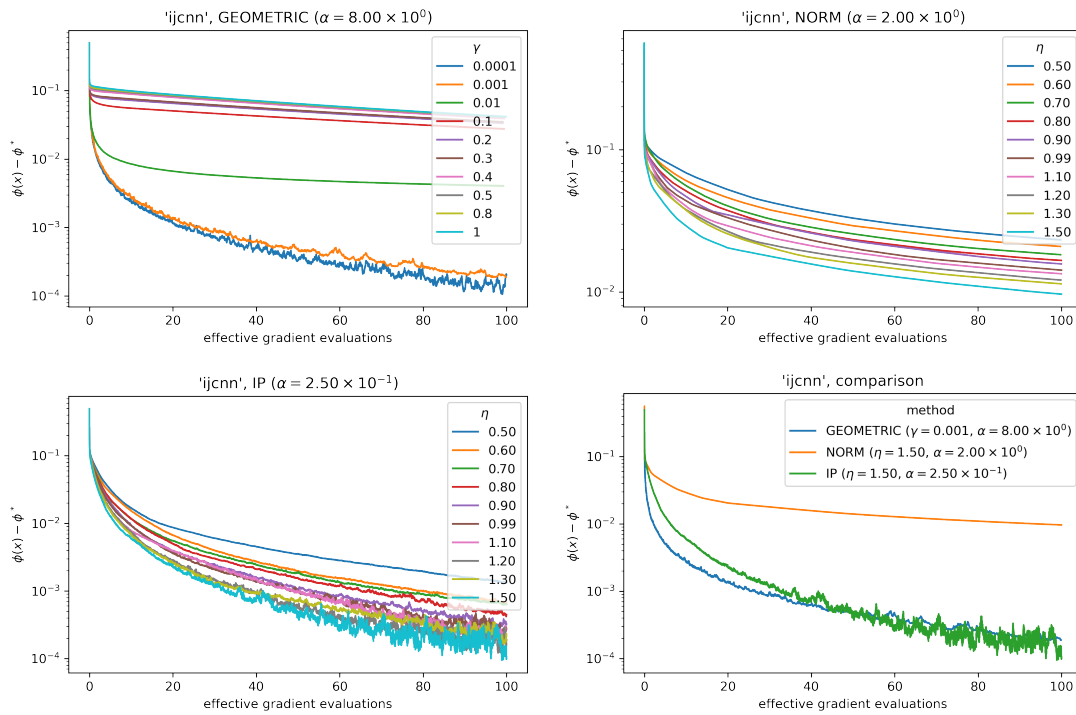 'ijcnn', GEOMETRIC (α = 8.00 × 10⁰)
ϕ(x) − ϕ*
10⁻¹
10⁻²
10⁻³
10⁻⁴
γ
0.0001
0.001
0.01
0.1
0.2
0.3
0.4
0.5
0.8
1
0 20 40 60 80 100
effective gradient evaluations
'ijcnn', NORM (α = 2.00 × 10⁰)
ϕ(x) − ϕ*
10⁻¹
10⁻²
η
0.50
0.60
0.70
0.80
0.90
0.99
1.10
1.20
1.30
1.50
0 20 40 60 80 100
effective gradient evaluations
'ijcnn', IP (α = 2.50 × 10⁻¹)
ϕ(x) − ϕ*
10⁻¹
10⁻²
10⁻³
10⁻⁴
η
0.50
0.60
0.70
0.80
0.90
0.99
1.10
1.20
1.30
1.50
0 20 40 60 80 100
effective gradient evaluations
'ijcnn', comparison
ϕ(x) − ϕ*
10⁻¹
10⁻²
10⁻³
10⁻⁴
method
GEOMETRIC (γ = 0.001, α = 8.00 × 10⁰)
NORM (η = 1.50, α = 2.00 × 10⁰)
IP (η = 1.50, α = 2.50 × 10⁻¹)
0 20 40 60 80 100
effective gradient evaluations